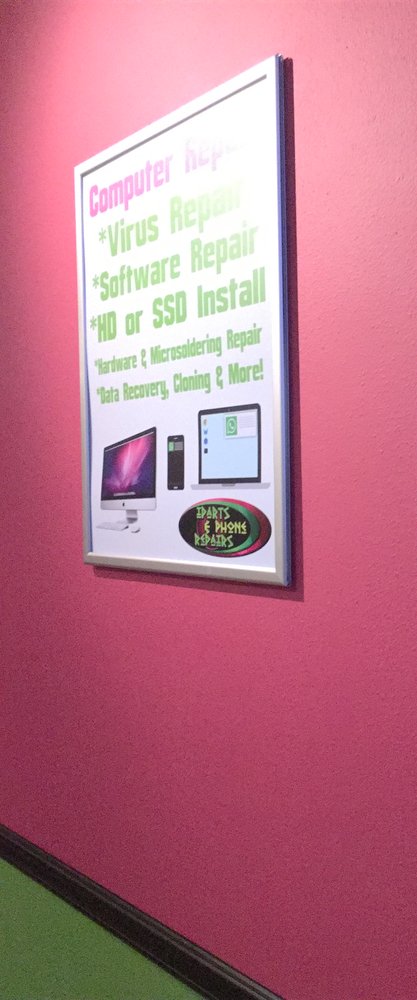 Computer Repair
*Virus Repair
*Software Repair
*HD or SSD Install
*Hardware & Microsoldering Repair
*Data Recovery, Cloning & More!
IPARTS
& PHONE
REPAIRS